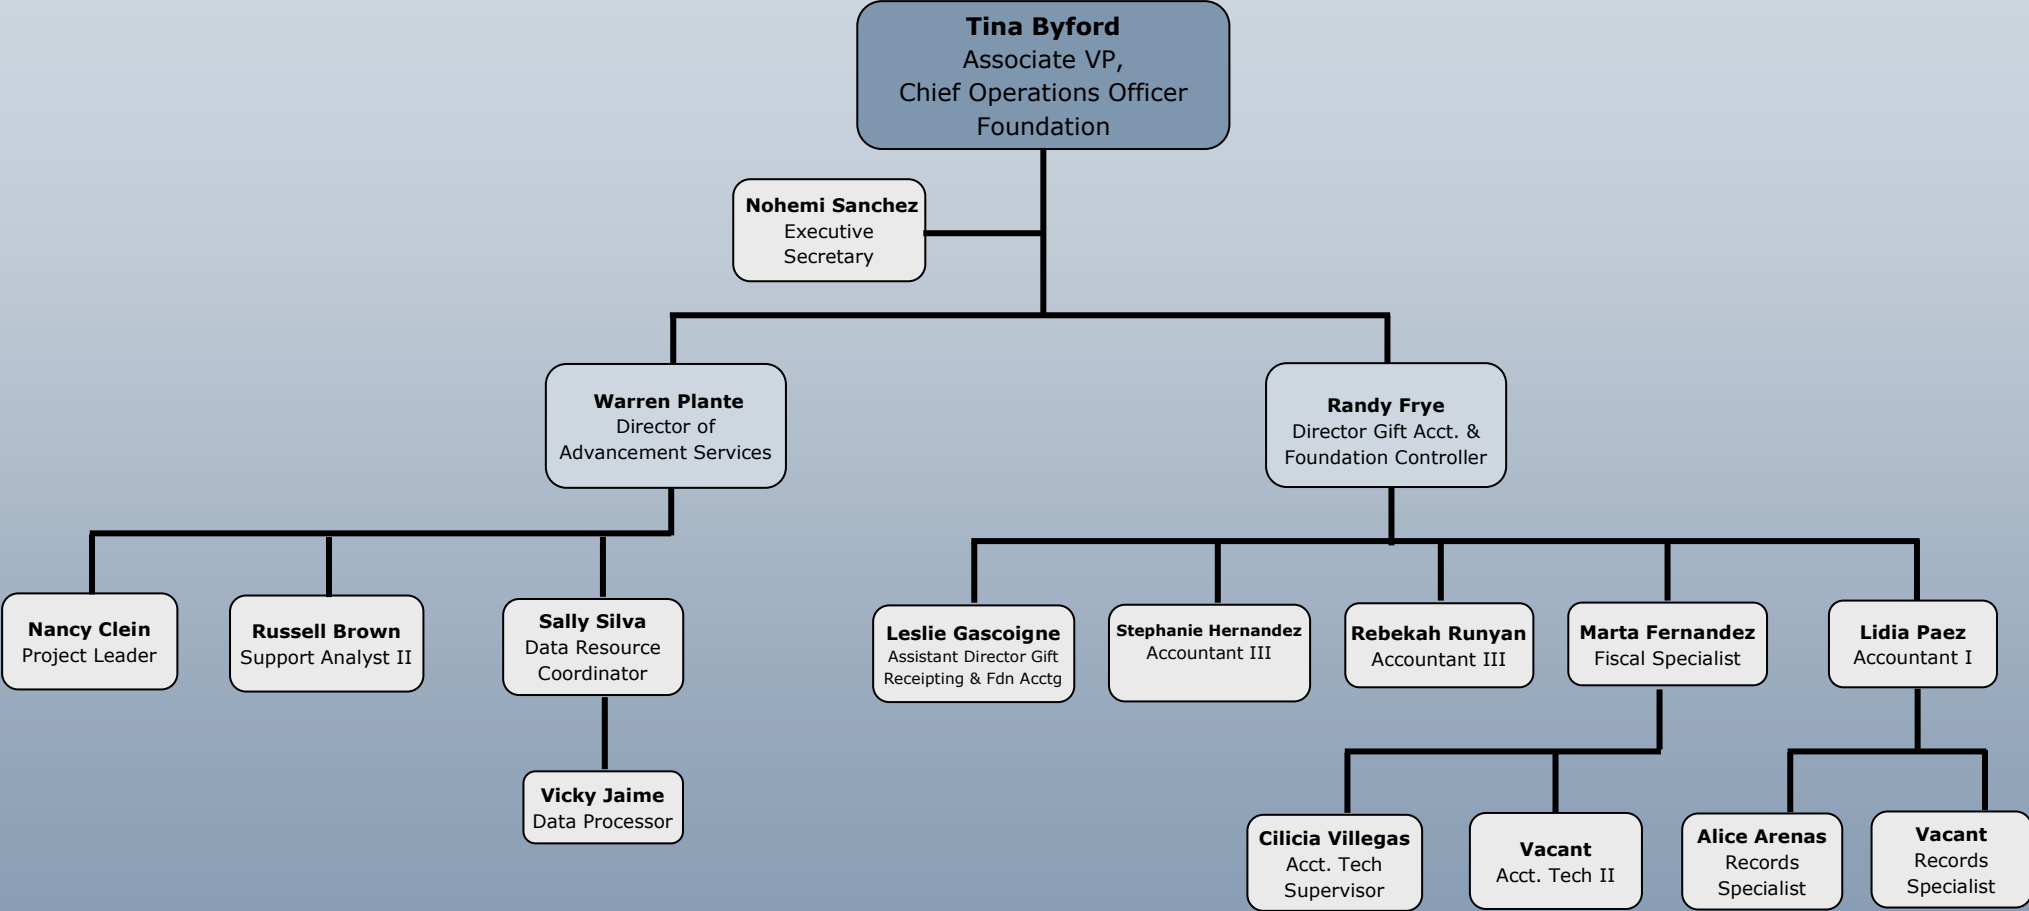 Tina Byford
Associate VP,
Chief Operations Officer
Foundation
Nohemi Sanchez
Executive
Secretary
Warren Plante
Director of
Advancement Services
Randy Frye
Director Gift Acct. &
Foundation Controller
Nancy Clein
Project Leader
Russell Brown
Support Analyst II
Sally Silva
Data Resource
Coordinator
Leslie Gascoigne
Assistant Director Gift
Receipting & Fdn Acctg
Stephanie Hernandez
Accountant III
Rebekah Runyan
Accountant III
Marta Fernandez
Fiscal Specialist
Lidia Paez
Accountant I
Vicky Jaime
Data Processor
Cilicia Villegas
Acct. Tech
Supervisor
Vacant
Acct. Tech II
Alice Arenas
Records
Specialist
Vacant
Records
Specialist